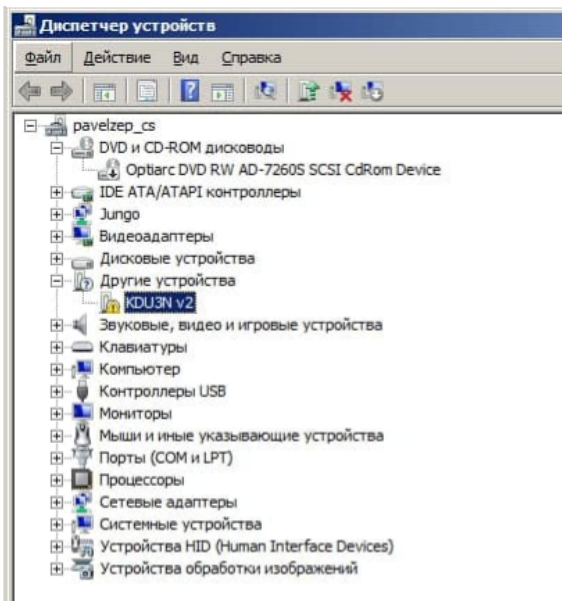 Диспетчер устройств
Файл Действие Вид Справка
pavelzep_cs
DVD и CD-ROM дисководы
Optiarc DVD RW AD-7260S SCSI CdRom Device
IDE ATA/ATAPI контроллеры
Jungo
Видеоадаптеры
Дисковые устройства
Другие устройства
KDU3N v2
Звуковые, видео и игровые устройства
Клавиатуры
Компьютер
Контроллеры USB
Мониторы
Мыши и иные указывающие устройства
Порты (COM и LPT)
Процессоры
Сетевые адаптеры
Системные устройства
Устройства HID (Human Interface Devices)
Устройства обработки изображений